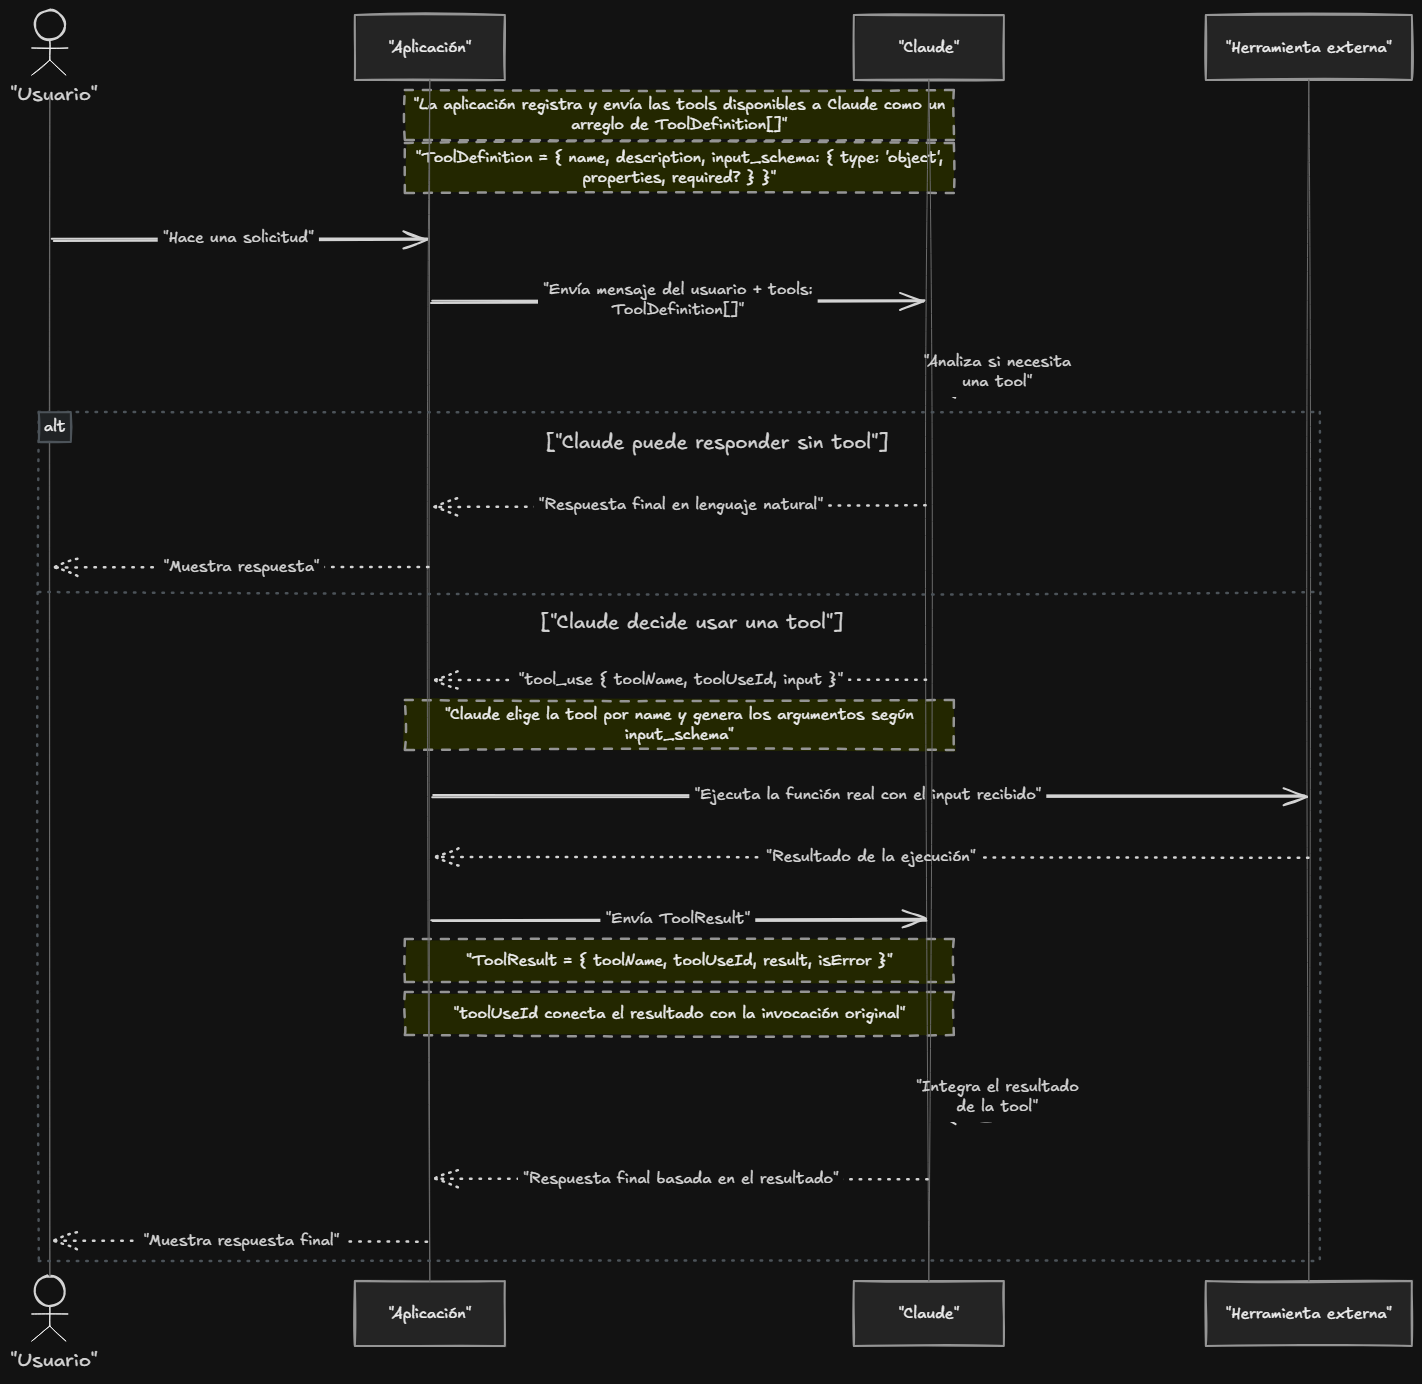 "Usuario"
"Aplicación"
"Claude"
"Herramienta externa"
"La aplicación registra y envía las tools disponibles a Claude como un
arreglo de ToolDefinition[]"
"ToolDefinition = { name, description, input_schema: { type: 'object',
properties, required? } }"
"Hace una solicitud"
"Envía mensaje del usuario + tools:
ToolDefinition[]"
"Analiza si necesita
una tool"
alt
["Claude puede responder sin tool"]
"Respuesta final en lenguaje natural"
"Muestra respuesta"
["Claude decide usar una tool"]
"tool_use { toolName, toolUseId, input }"
"Claude elige la tool por name y genera los argumentos según
input_schema"
"Ejecuta la función real con el input recibido"
"Resultado de la ejecución"
"Envía ToolResult"
"ToolResult = { toolName, toolUseId, result, isError }"
"toolUseId conecta el resultado con la invocación original"
"Integra el resultado
de la tool"
"Respuesta final basada en el resultado"
"Muestra respuesta final"
"Usuario"
"Aplicación"
"Claude"
"Herramienta externa"